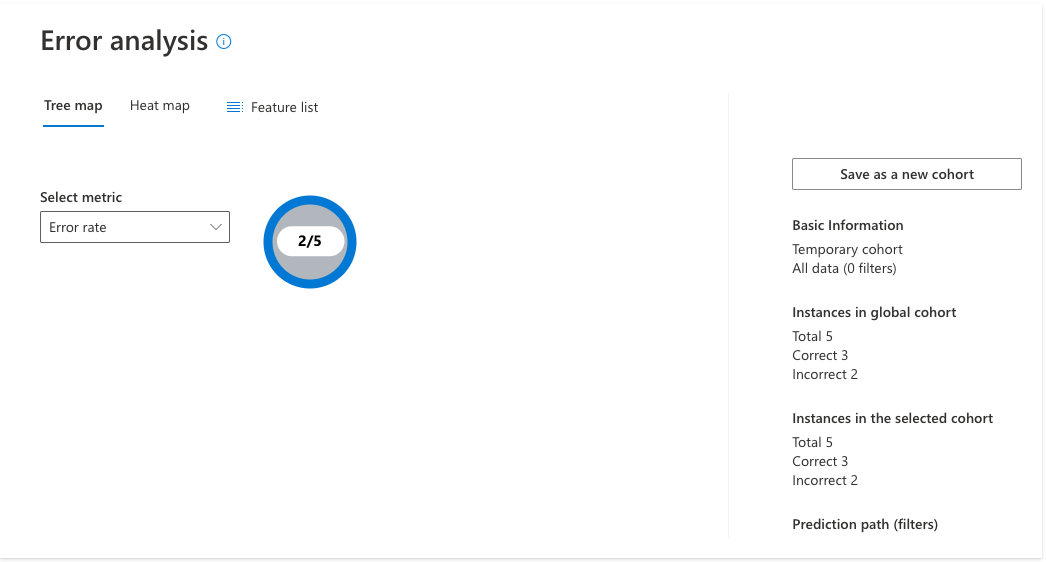 Error analysis
Tree map
Heat map
Feature list
Select metric
Error rate
2/5
Save as a new cohort
Basic Information
Temporary cohort
All data (0 filters)
Instances in global cohort
Total 5
Correct 3
Incorrect 2
Instances in the selected cohort
Total 5
Correct 3
Incorrect 2
Prediction path (filters)